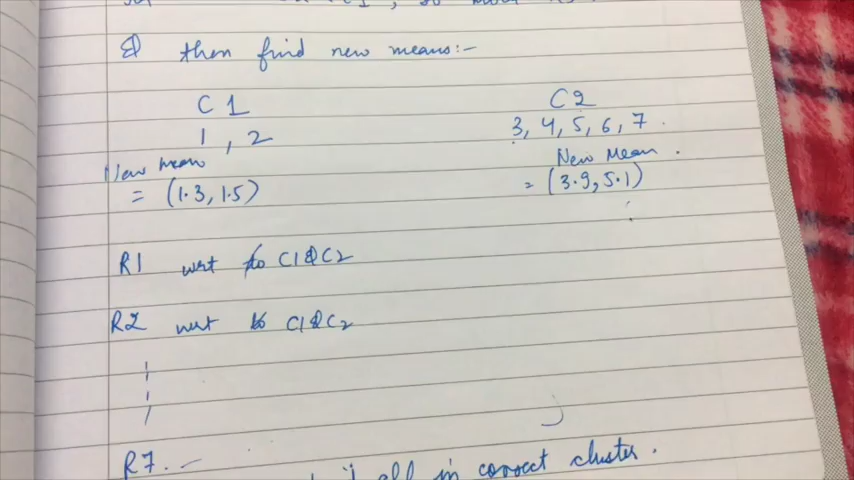 then find new means:-
C1 C2
1, 2 3, 4, 5, 6, 7.
New mean New Mean.
= (1.3, 1.5) = (3.9, 5.1)
R1 wrt to C1 & C2
R2 wrt to C1 & C2
R7. -
all in correct cluster.